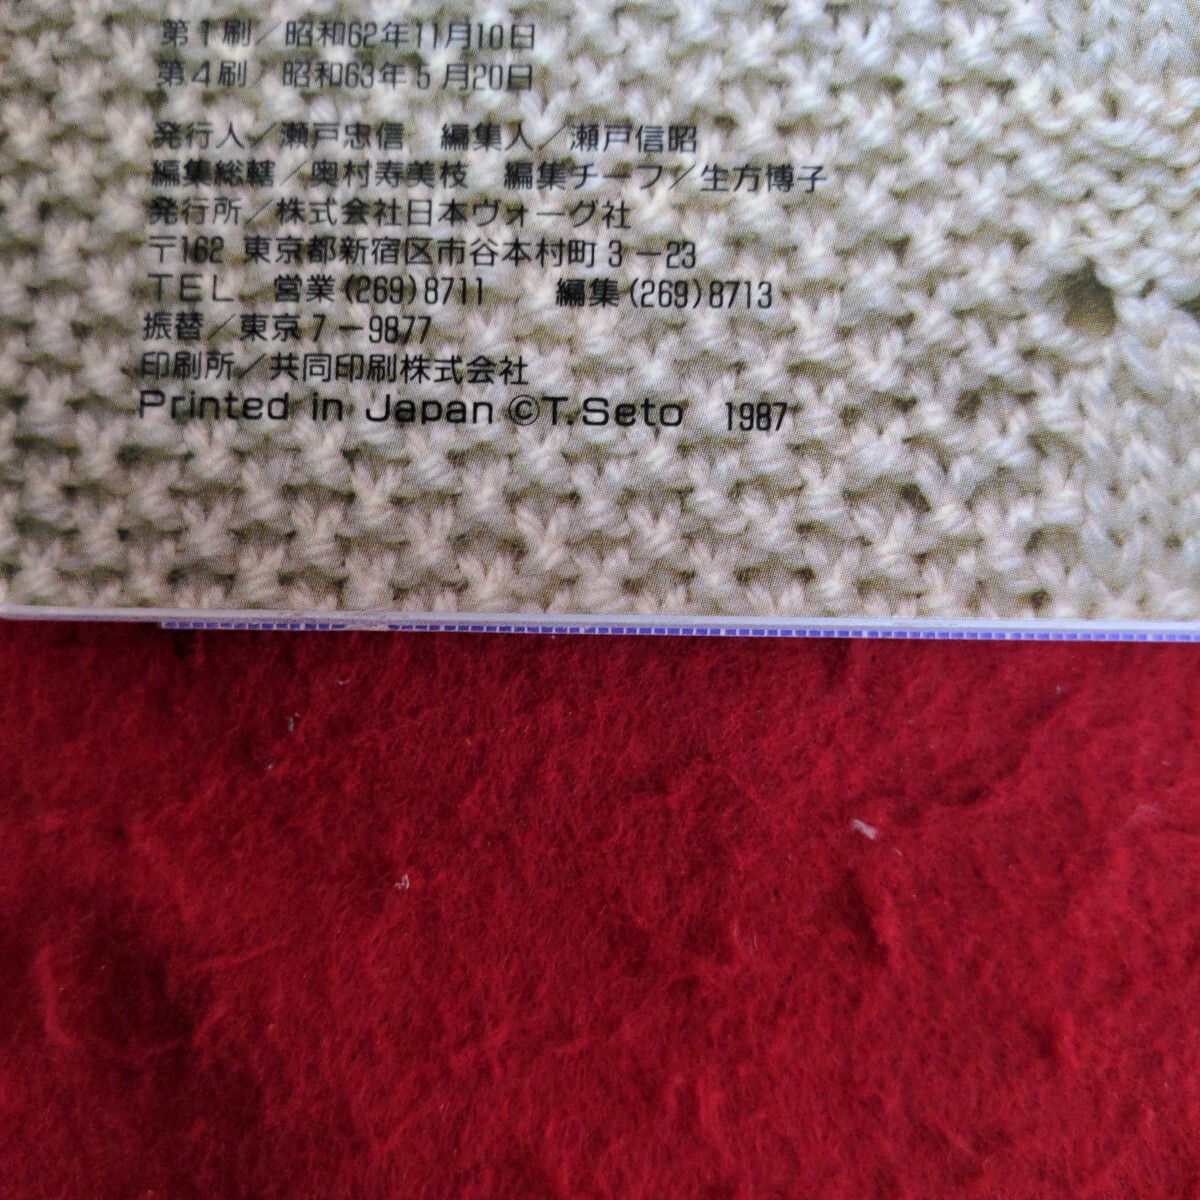 第1刷／昭和62年11月10日
第4刷／昭和63年5月20日
発行人／瀬戸忠信　編集人／瀬戸信昭
編集総轄／奥村寿美枝　編集チーフ／生方博子
発行所／株式会社日本ヴォーグ社
〒162 東京都新宿区市谷本村町3−23
TEL. 営業(269)8711　編集(269)8713
振替／東京7−9877
印刷所／共同印刷株式会社
Printed in Japan ©T.Seto 1987